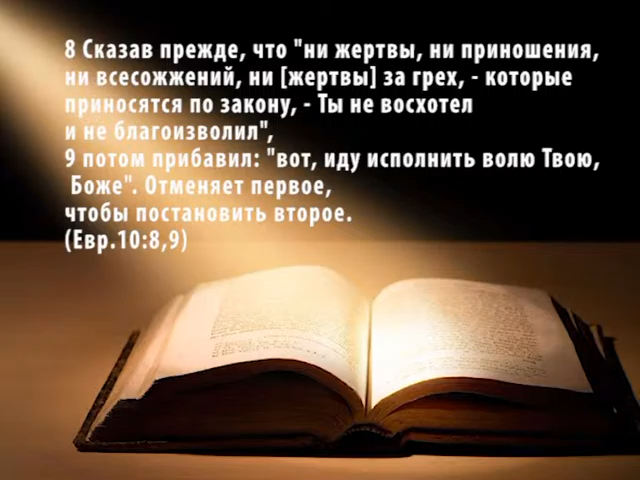 8 Сказав прежде, что "ни жертвы, ни приношения,
ни всесожжений, ни [жертвы] за грех, - которые
приносятся по закону, - Ты не восхотел
и не благоизволил",
9 потом прибавил: "вот, иду исполнить волю Твою,
Боже". Отменяет первое,
чтобы постановить второе.
(Евр.10:8,9)